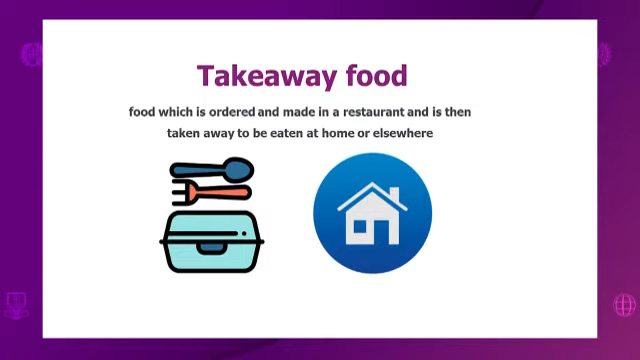 Takeaway food
food which is ordered and made in a restaurant and is then
taken away to be eaten at home or elsewhere